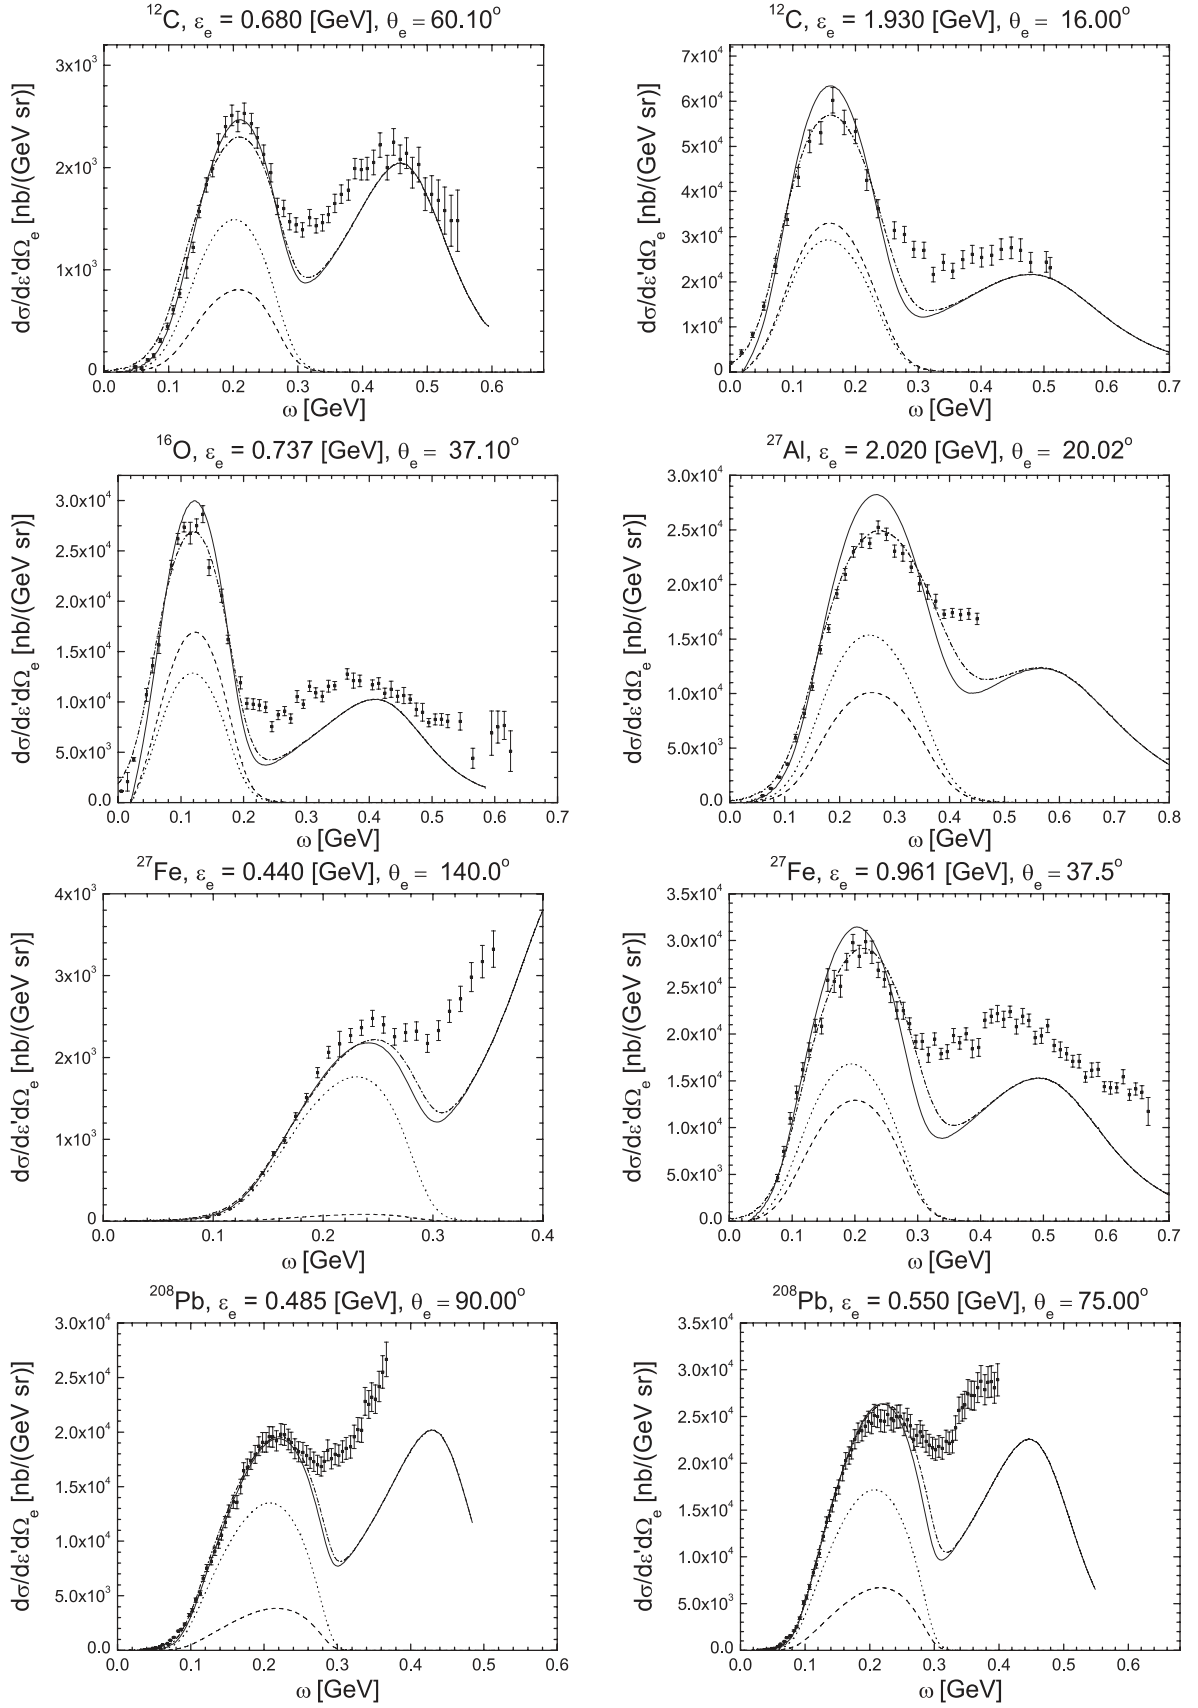 ¹²C, ε_e = 0.680 [GeV], θ_e = 60.10°
dσ/dε'dΩ_e [nb/(GeV sr)]
3x10³
2x10³
1x10³
0
0.0 0.1 0.2 0.3 0.4 0.5 0.6
ω [GeV]
¹²C, ε_e = 1.930 [GeV], θ_e = 16.00°
dσ/dε'dΩ_e [nb/(GeV sr)]
7x10⁴
6x10⁴
5x10⁴
4x10⁴
3x10⁴
2x10⁴
1x10⁴
0
0.0 0.1 0.2 0.3 0.4 0.5 0.6 0.7
ω [GeV]
¹⁶O, ε_e = 0.737 [GeV], θ_e = 37.10°
dσ/dε'dΩ_e [nb/(GeV sr)]
3.0x10⁴
2.5x10⁴
2.0x10⁴
1.5x10⁴
1.0x10⁴
5.0x10³
0.0
0.0 0.1 0.2 0.3 0.4 0.5 0.6 0.7
ω [GeV]
²⁷Al, ε_e = 2.020 [GeV], θ_e = 20.02°
dσ/dε'dΩ_e [nb/(GeV sr)]
3.0x10⁴
2.5x10⁴
2.0x10⁴
1.5x10⁴
1.0x10⁴
5.0x10³
0.0
0.0 0.1 0.2 0.3 0.4 0.5 0.6 0.7 0.8
ω [GeV]
²⁷Fe, ε_e = 0.440 [GeV], θ_e = 140.0°
dσ/dε'dΩ_e [nb/(GeV sr)]
4x10³
3x10³
2x10³
1x10³
0
0.0 0.1 0.2 0.3 0.4
ω [GeV]
²⁷Fe, ε_e = 0.961 [GeV], θ_e = 37.5°
dσ/dε'dΩ_e [nb/(GeV sr)]
3.5x10⁴
3.0x10⁴
2.5x10⁴
2.0x10⁴
1.5x10⁴
1.0x10⁴
5.0x10³
0.0
0.0 0.1 0.2 0.3 0.4 0.5 0.6 0.7
ω [GeV]
²⁰⁸Pb, ε_e = 0.485 [GeV], θ_e = 90.00°
dσ/dε'dΩ_e [nb/(GeV sr)]
3.0x10⁴
2.5x10⁴
2.0x10⁴
1.5x10⁴
1.0x10⁴
5.0x10³
0.0
0.0 0.1 0.2 0.3 0.4 0.5 0.6
ω [GeV]
²⁰⁸Pb, ε_e = 0.550 [GeV], θ_e = 75.00°
dσ/dε'dΩ_e [nb/(GeV sr)]
3.5x10⁴
3.0x10⁴
2.5x10⁴
2.0x10⁴
1.5x10⁴
1.0x10⁴
5.0x10³
0.0
0.0 0.1 0.2 0.3 0.4 0.5 0.6
ω [GeV]